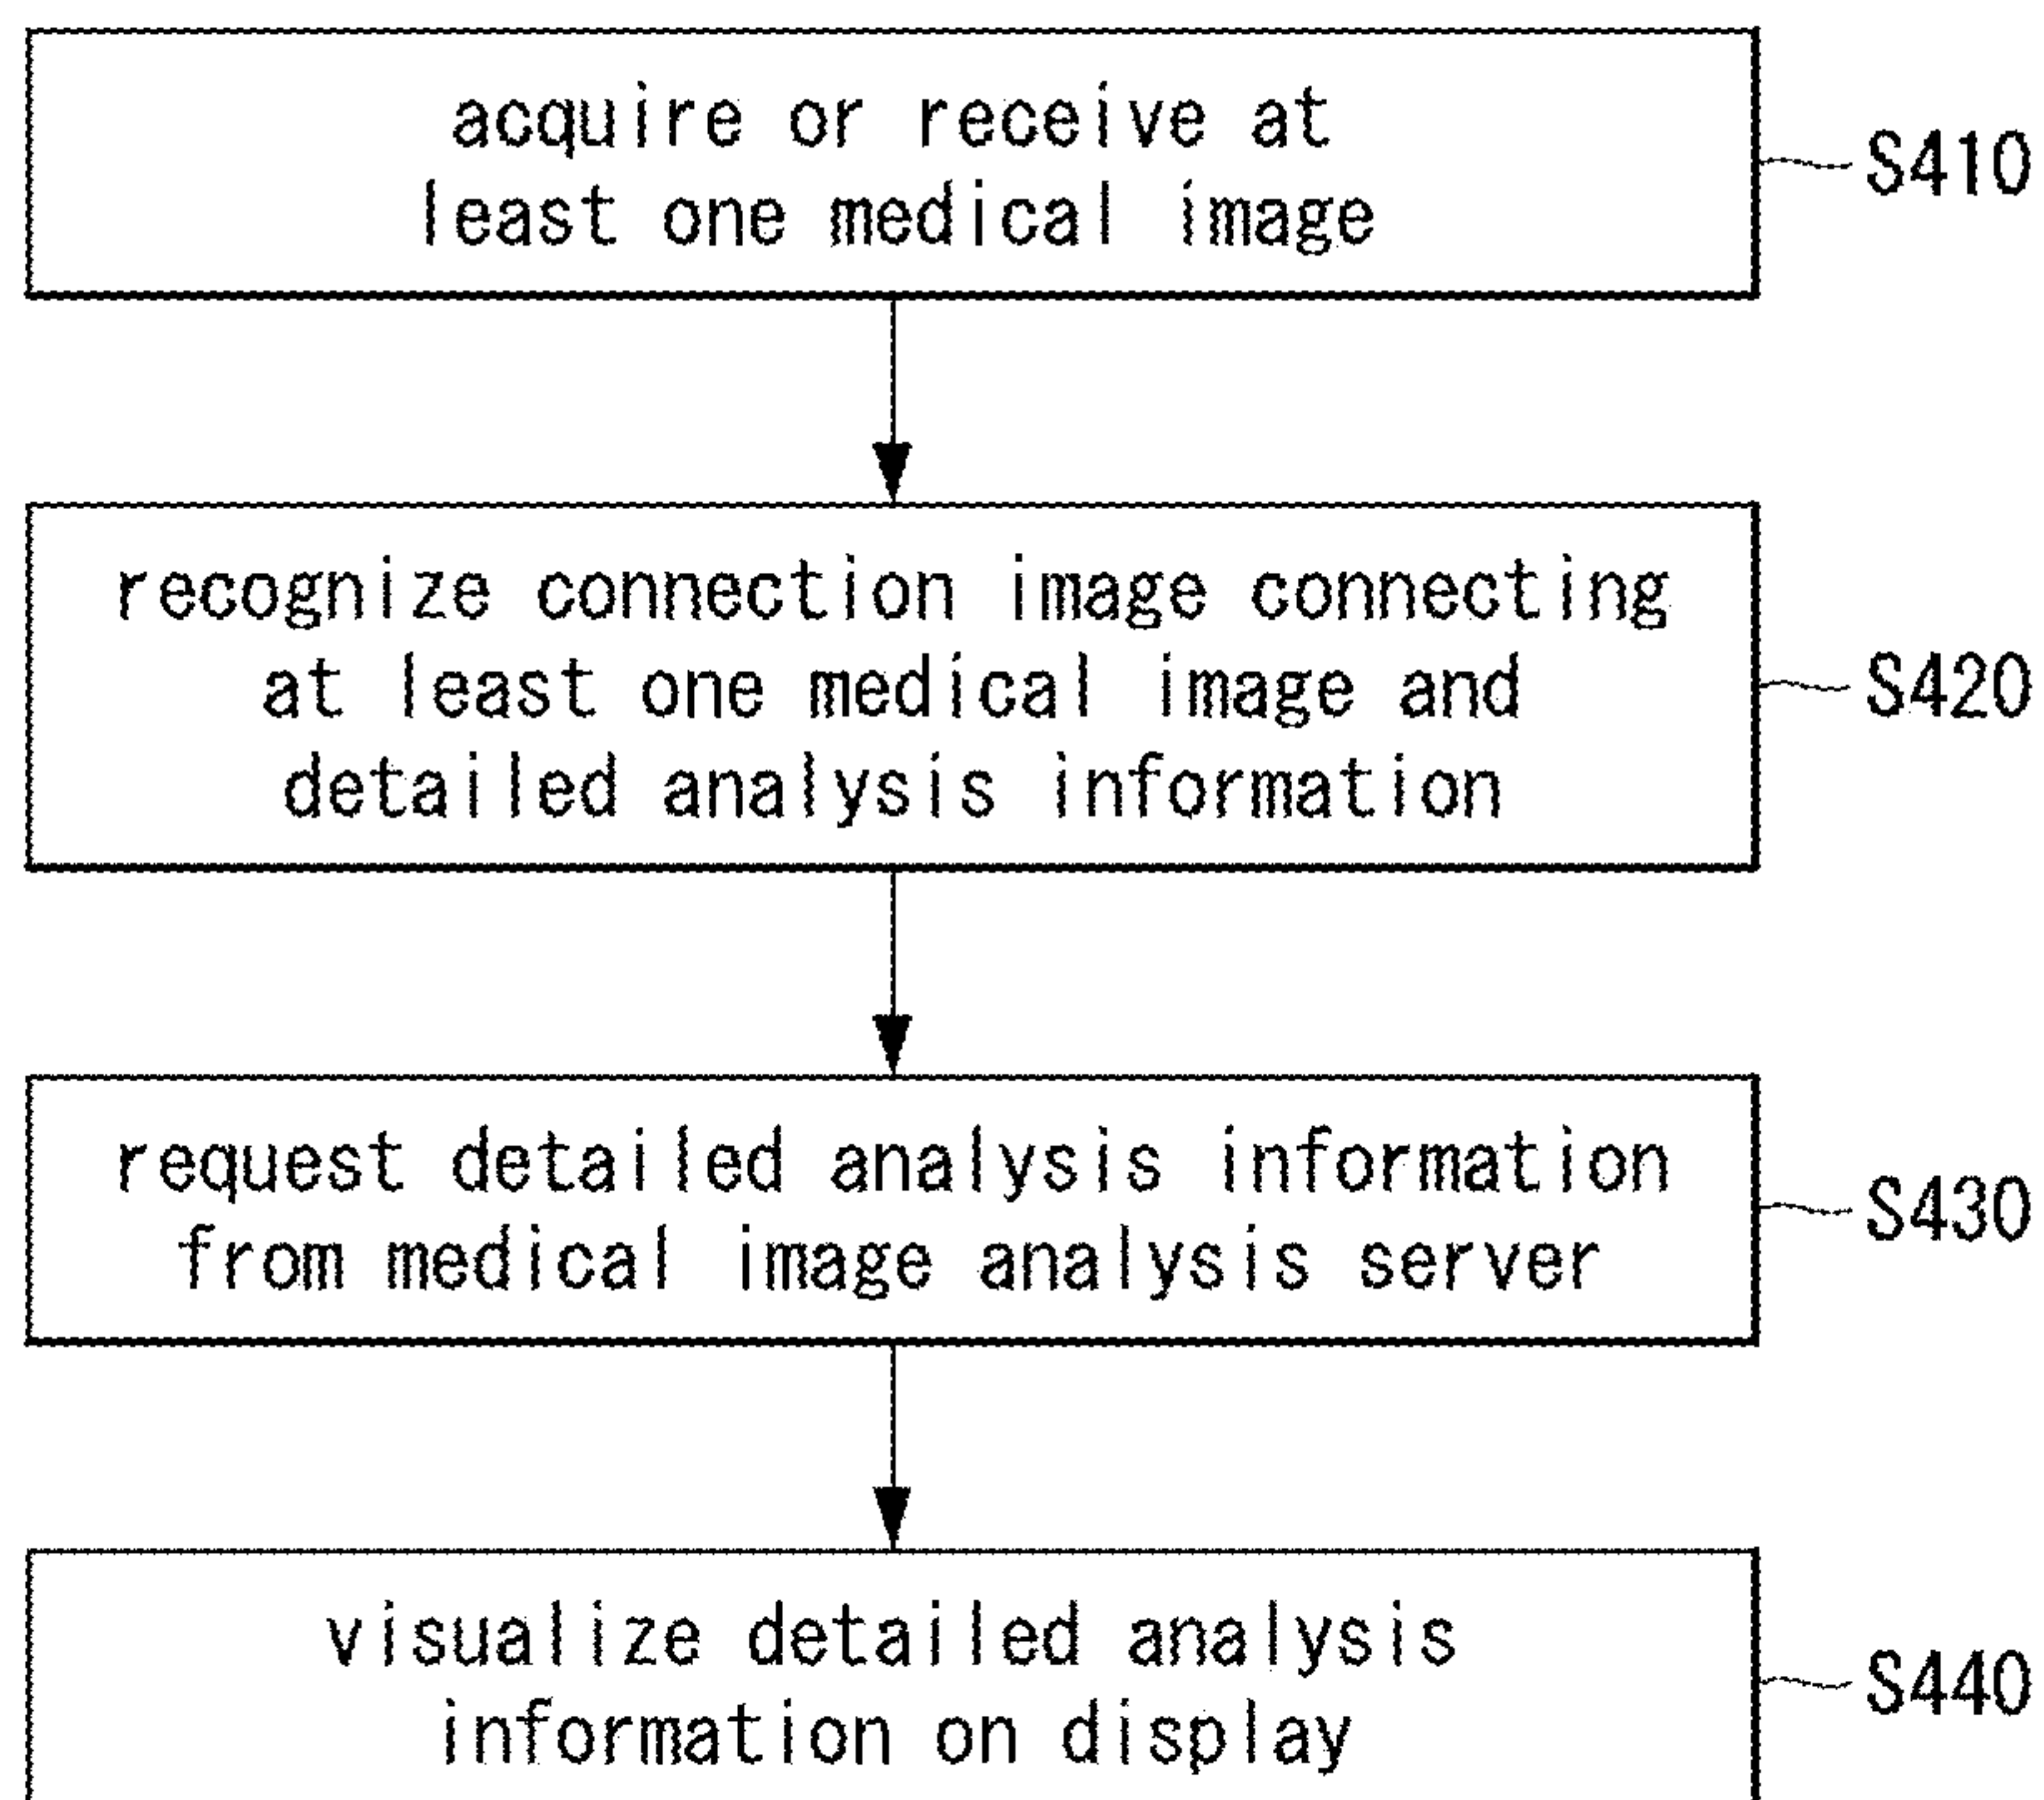 acquire or receive at
least one medical image
S410
recognize connection image connecting
at least one medical image and
detailed analysis information
S420
request detailed analysis information
from medical image analysis server
S430
visualize detailed analysis
information on display
S440